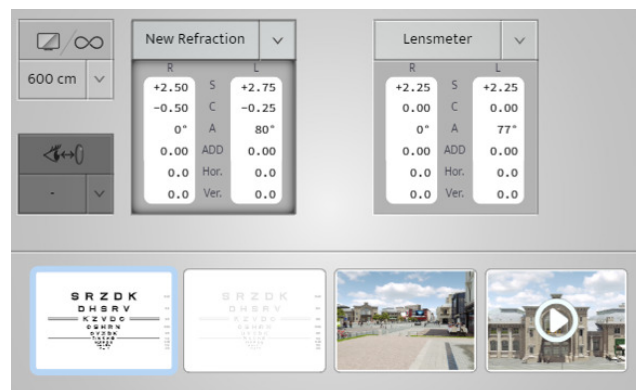 New Refraction
Lensmeter
600 cm
R L
+2.50 S +2.75
-0.50 C -0.25
0° A 80°
0.00 ADD 0.00
0.0 Hor. 0.0
0.0 Ver. 0.0
-
R L
+2.25 S +2.25
0.00 C 0.00
0° A 77°
0.00 ADD 0.00
0.0 Hor. 0.0
0.0 Ver. 0.0
S R Z D K
D H S R V
K Z V D C
S R Z D K
D H S R V
K Z V D C